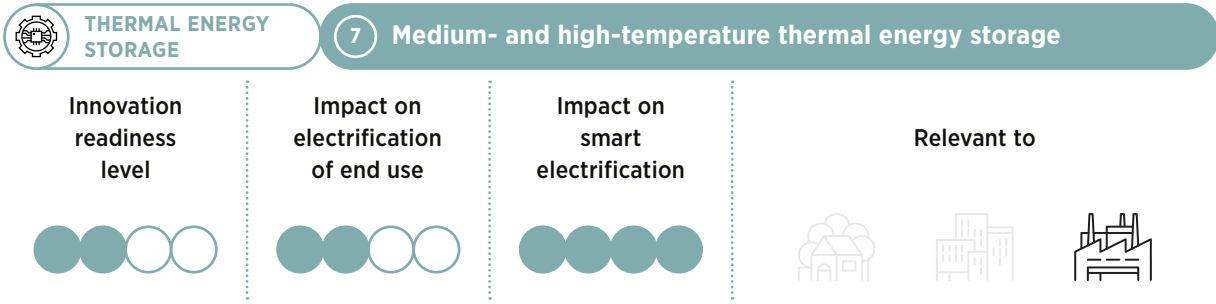 THERMAL ENERGY
STORAGE
7
Medium- and high-temperature thermal energy storage
Innovation
readiness
level
Impact on
electrification
of end use
Impact on
smart
electrification
Relevant to